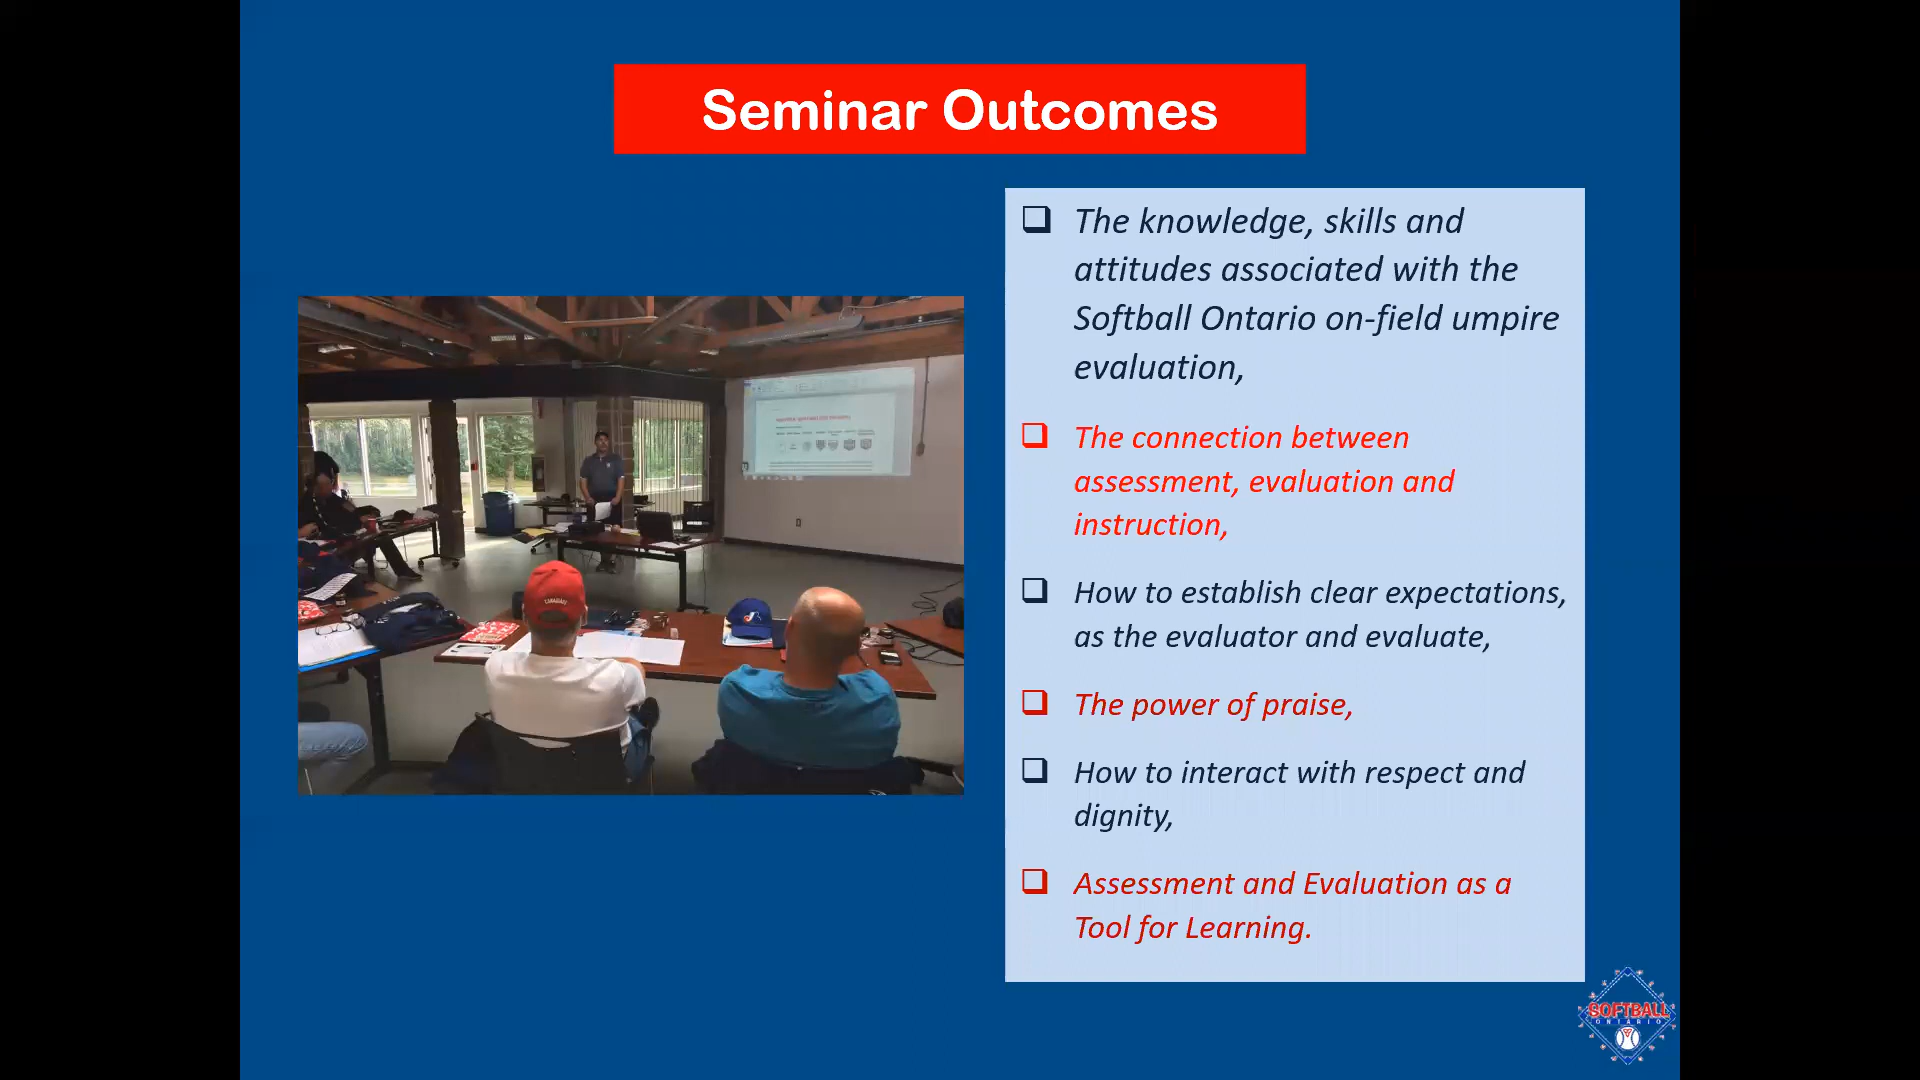 Seminar Outcomes
The knowledge, skills and
attitudes associated with the
Softball Ontario on-field umpire
evaluation,
The connection between
assessment, evaluation and
instruction,
How to establish clear expectations,
as the evaluator and evaluate,
The power of praise,
How to interact with respect and
dignity,
Assessment and Evaluation as a
Tool for Learning.
SOFTBALL
ONTARIO